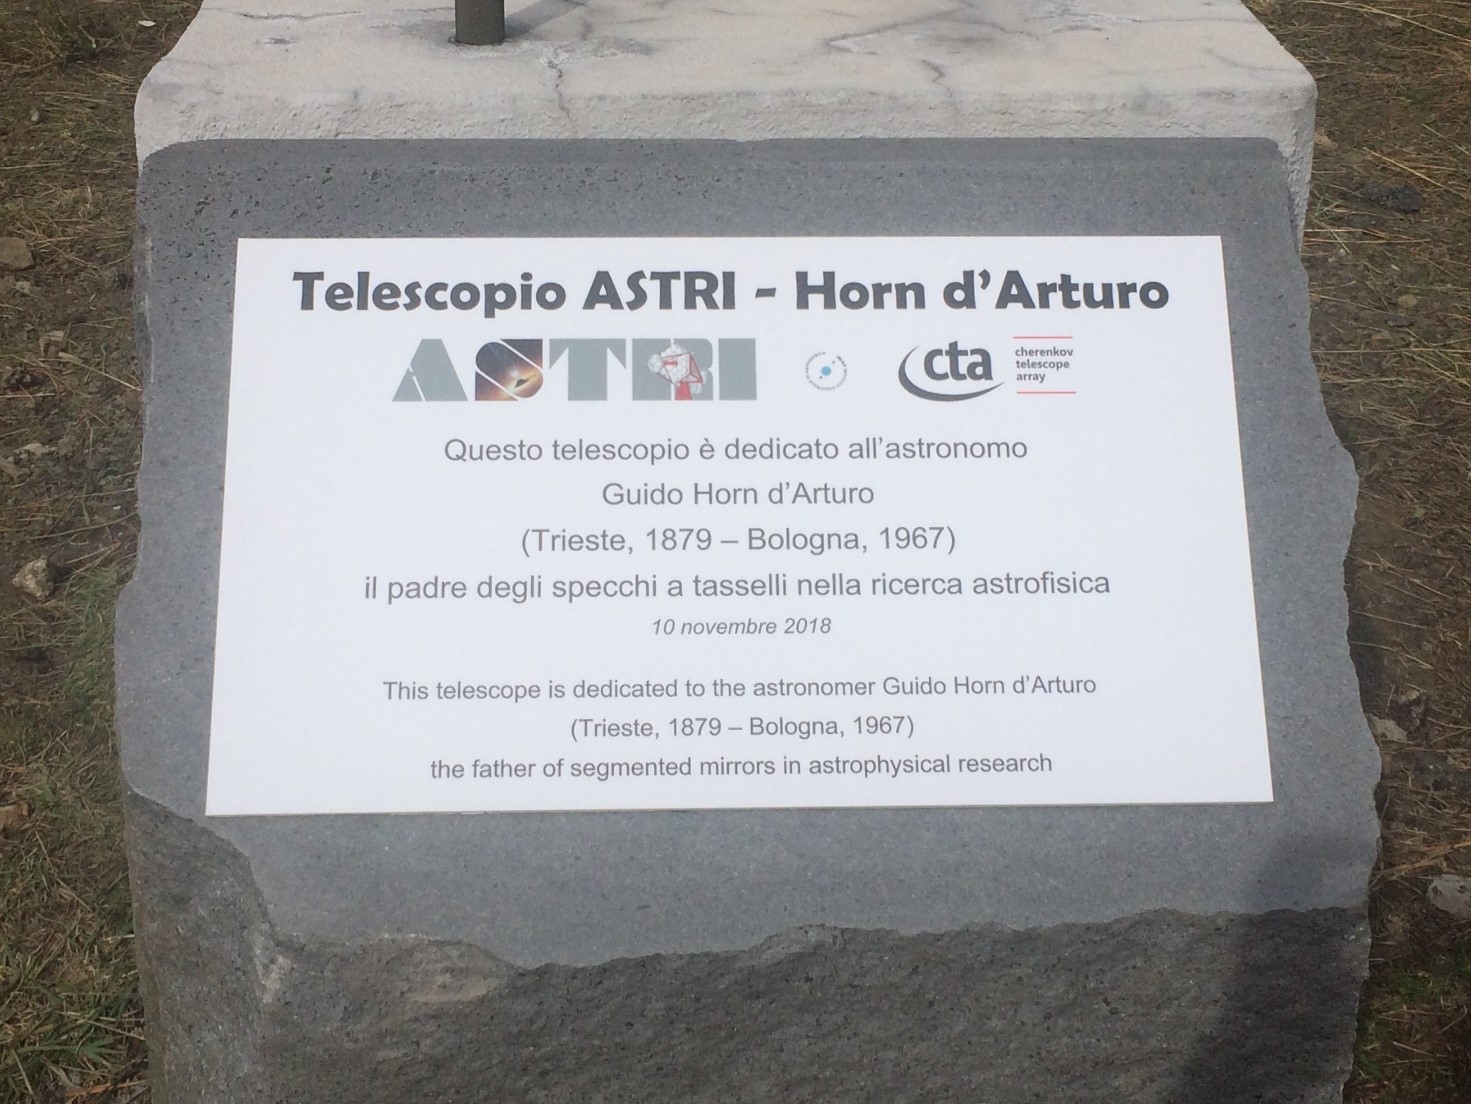 Telescopio ASTRI - Horn d'Arturo
ASTRI
cta
cherenkov
telescope
array
Questo telescopio è dedicato all'astronomo
Guido Horn d'Arturo
(Trieste, 1879 – Bologna, 1967)
il padre degli specchi a tasselli nella ricerca astrofisica
10 novembre 2018
This telescope is dedicated to the astronomer Guido Horn d'Arturo
(Trieste, 1879 – Bologna, 1967)
the father of segmented mirrors in astrophysical research